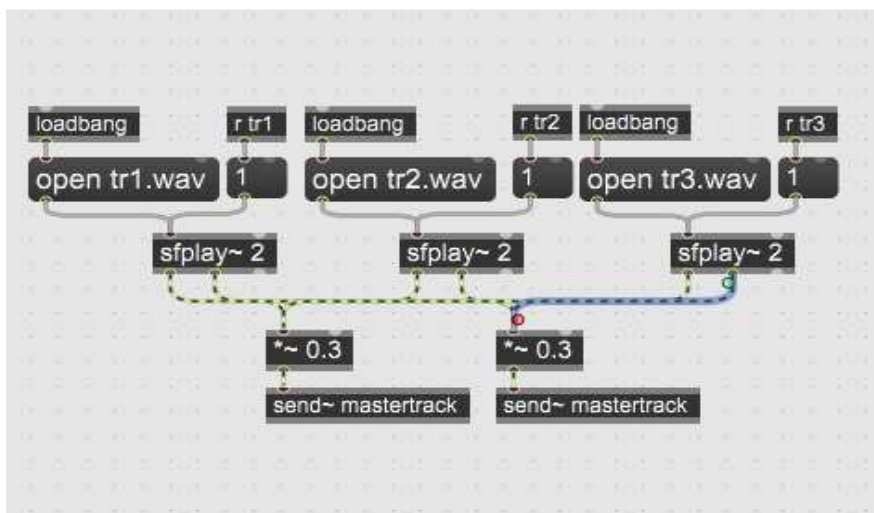 loadbang
r tr1
loadbang
r tr2
loadbang
r tr3
open tr1.wav
1
open tr2.wav
1
open tr3.wav
1
sfplay~ 2
sfplay~ 2
sfplay~ 2
*~ 0.3
*~ 0.3
send~ mastertrack
send~ mastertrack